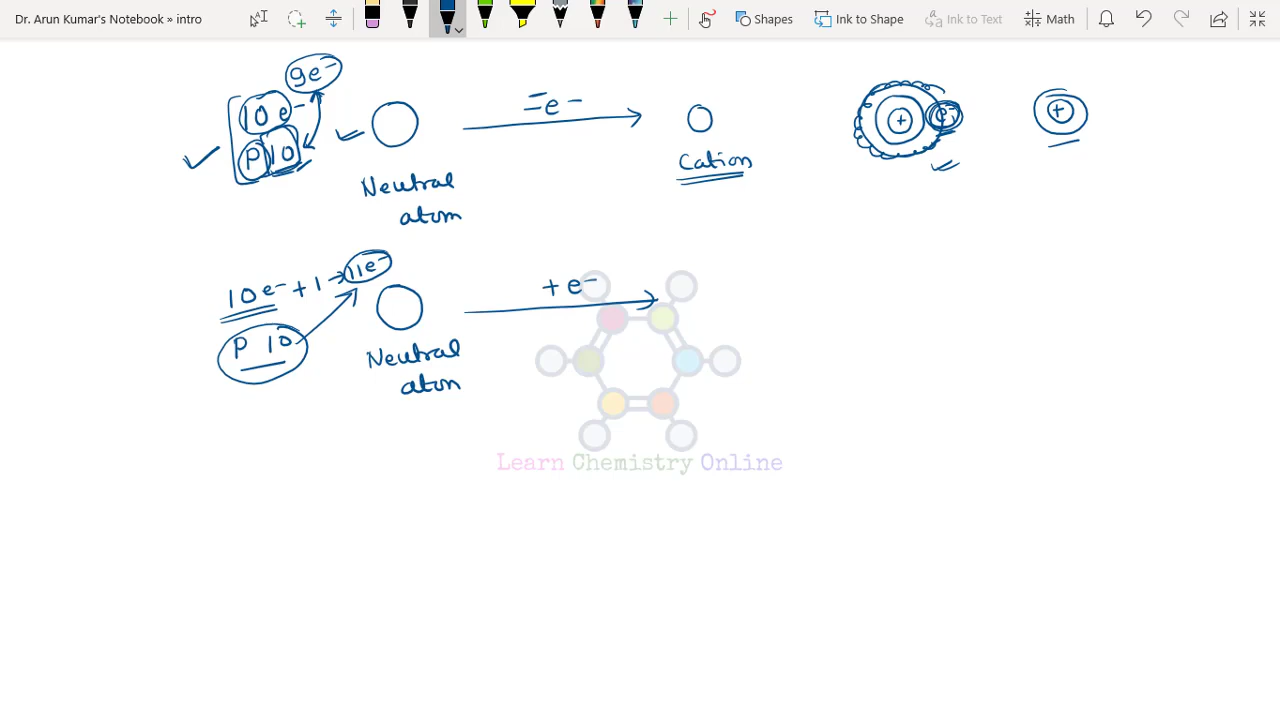 Dr. Arun Kumar's Notebook » intro
Shapes
Ink to Shape
Ink to Text
Math
9e-
10 e-
P 10
Neutral
atom
-e-
Cation
+ e- +
10e- + 1 → 11e-
P 10
Neutral
atom
+ e-
Learn Chemistry Online